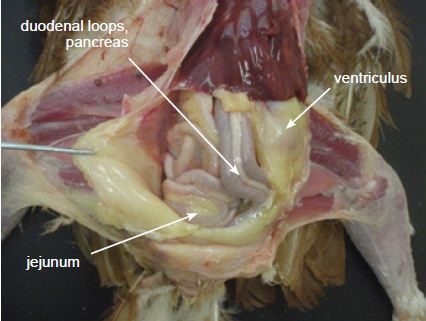 duodenal loops,
pancreas
ventriculus
jejunum